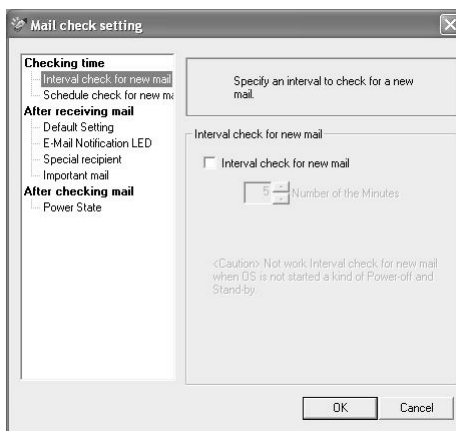 Mail check setting
Checking time
Interval check for new mail
Schedule check for new ma
After receiving mail
Default Setting
E-Mail Notification LED
Special recipient
Important mail
After checking mail
Power State
Specify an interval to check for a new
mail.
Interval check for new mail
Interval check for new mail
5 Number of the Minutes
<Caution> Not work Interval check for new mail
when OS is not started a kind of Power-off and
Stand-by.
OK Cancel